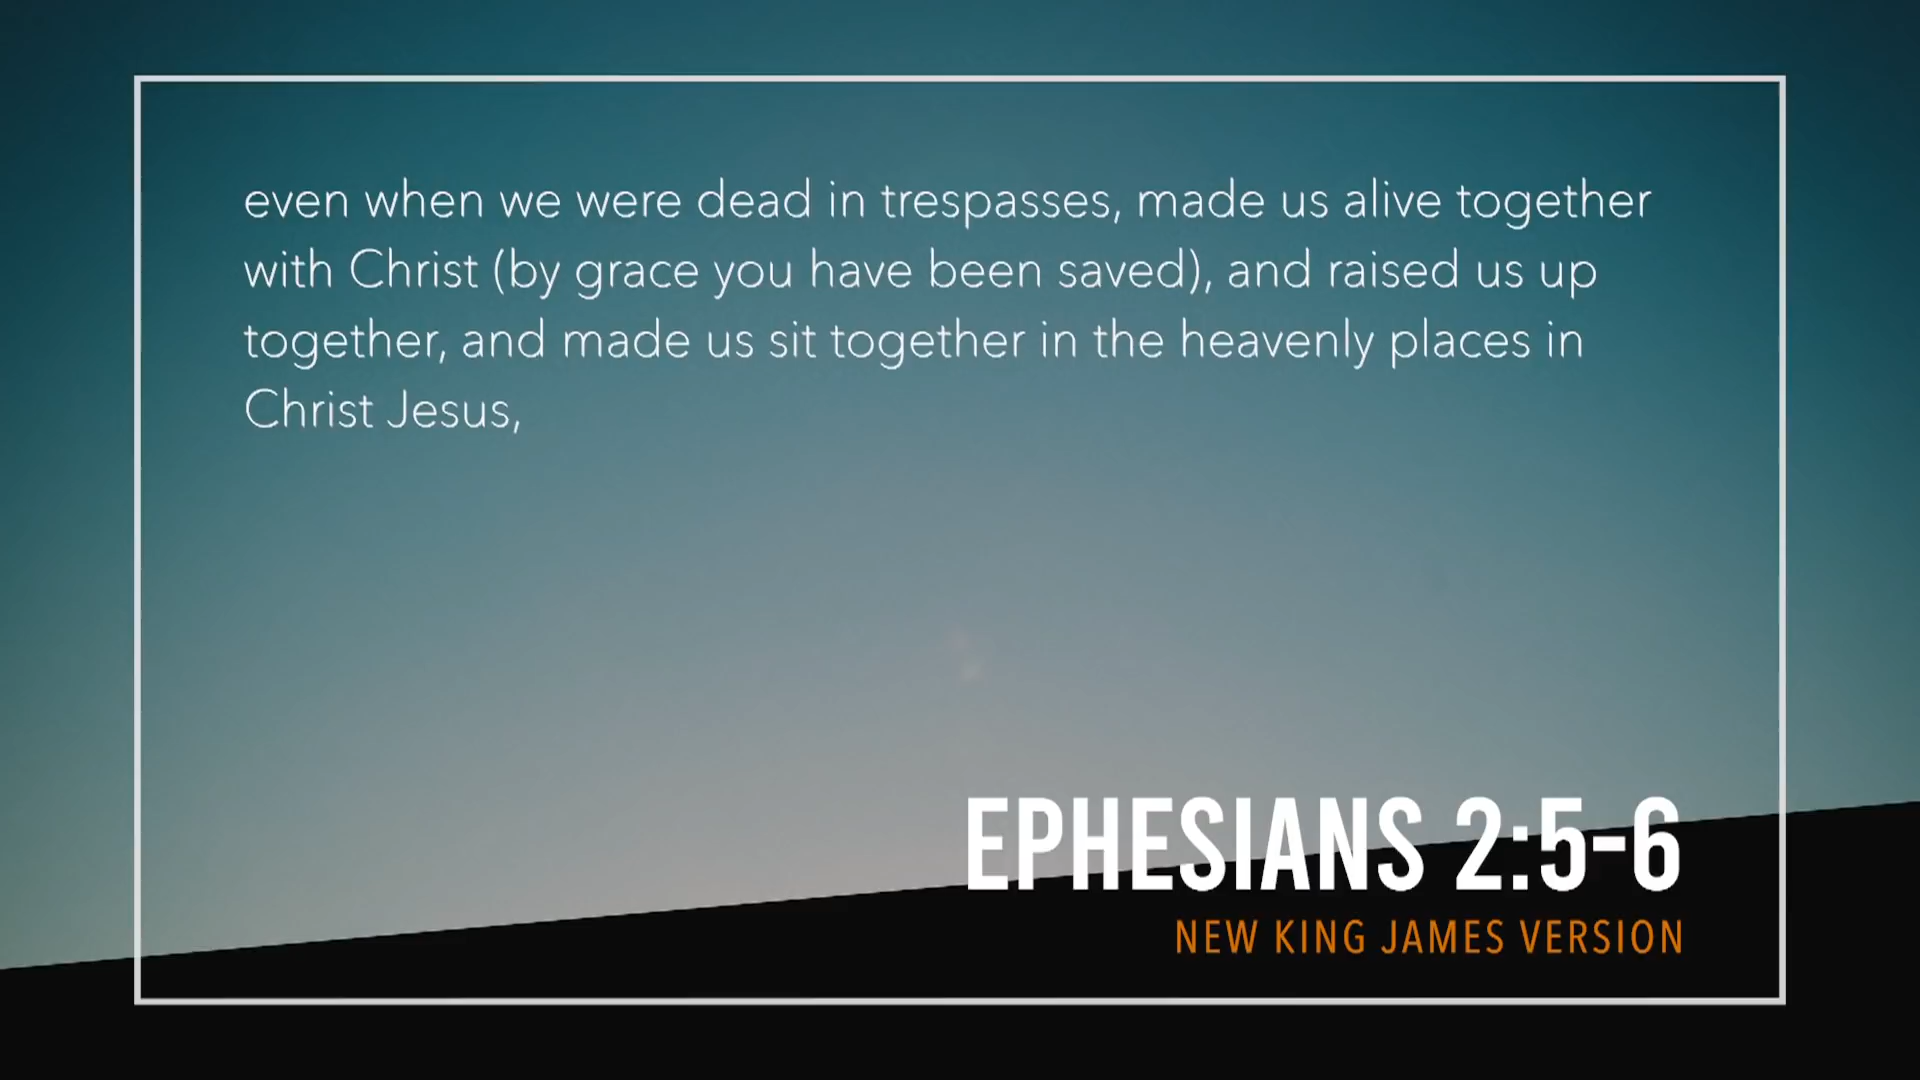 even when we were dead in trespasses, made us alive together
with Christ (by grace you have been saved), and raised us up
together, and made us sit together in the heavenly places in
Christ Jesus,
EPHESIANS 2:5-6
NEW KING JAMES VERSION